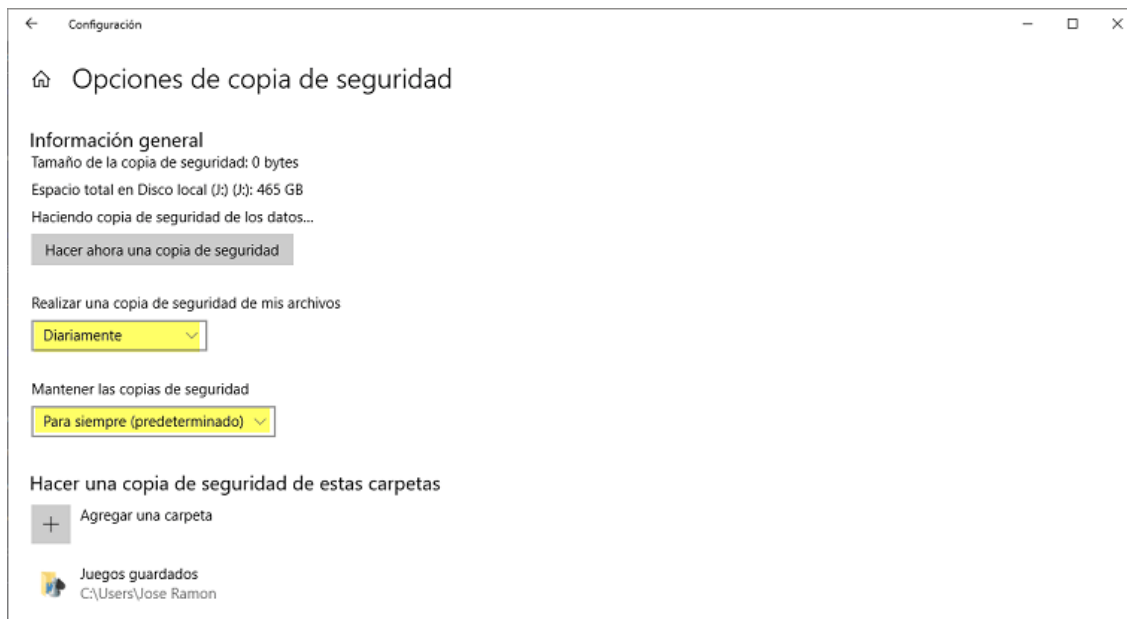 Configuración
Opciones de copia de seguridad
Información general
Tamaño de la copia de seguridad: 0 bytes
Espacio total en Disco local (J:) (J:): 465 GB
Haciendo copia de seguridad de los datos...
Hacer ahora una copia de seguridad
Realizar una copia de seguridad de mis archivos
Diariamente
Mantener las copias de seguridad
Para siempre (predeterminado)
Hacer una copia de seguridad de estas carpetas
Agregar una carpeta
Juegos guardados
C:\Users\Jose Ramon